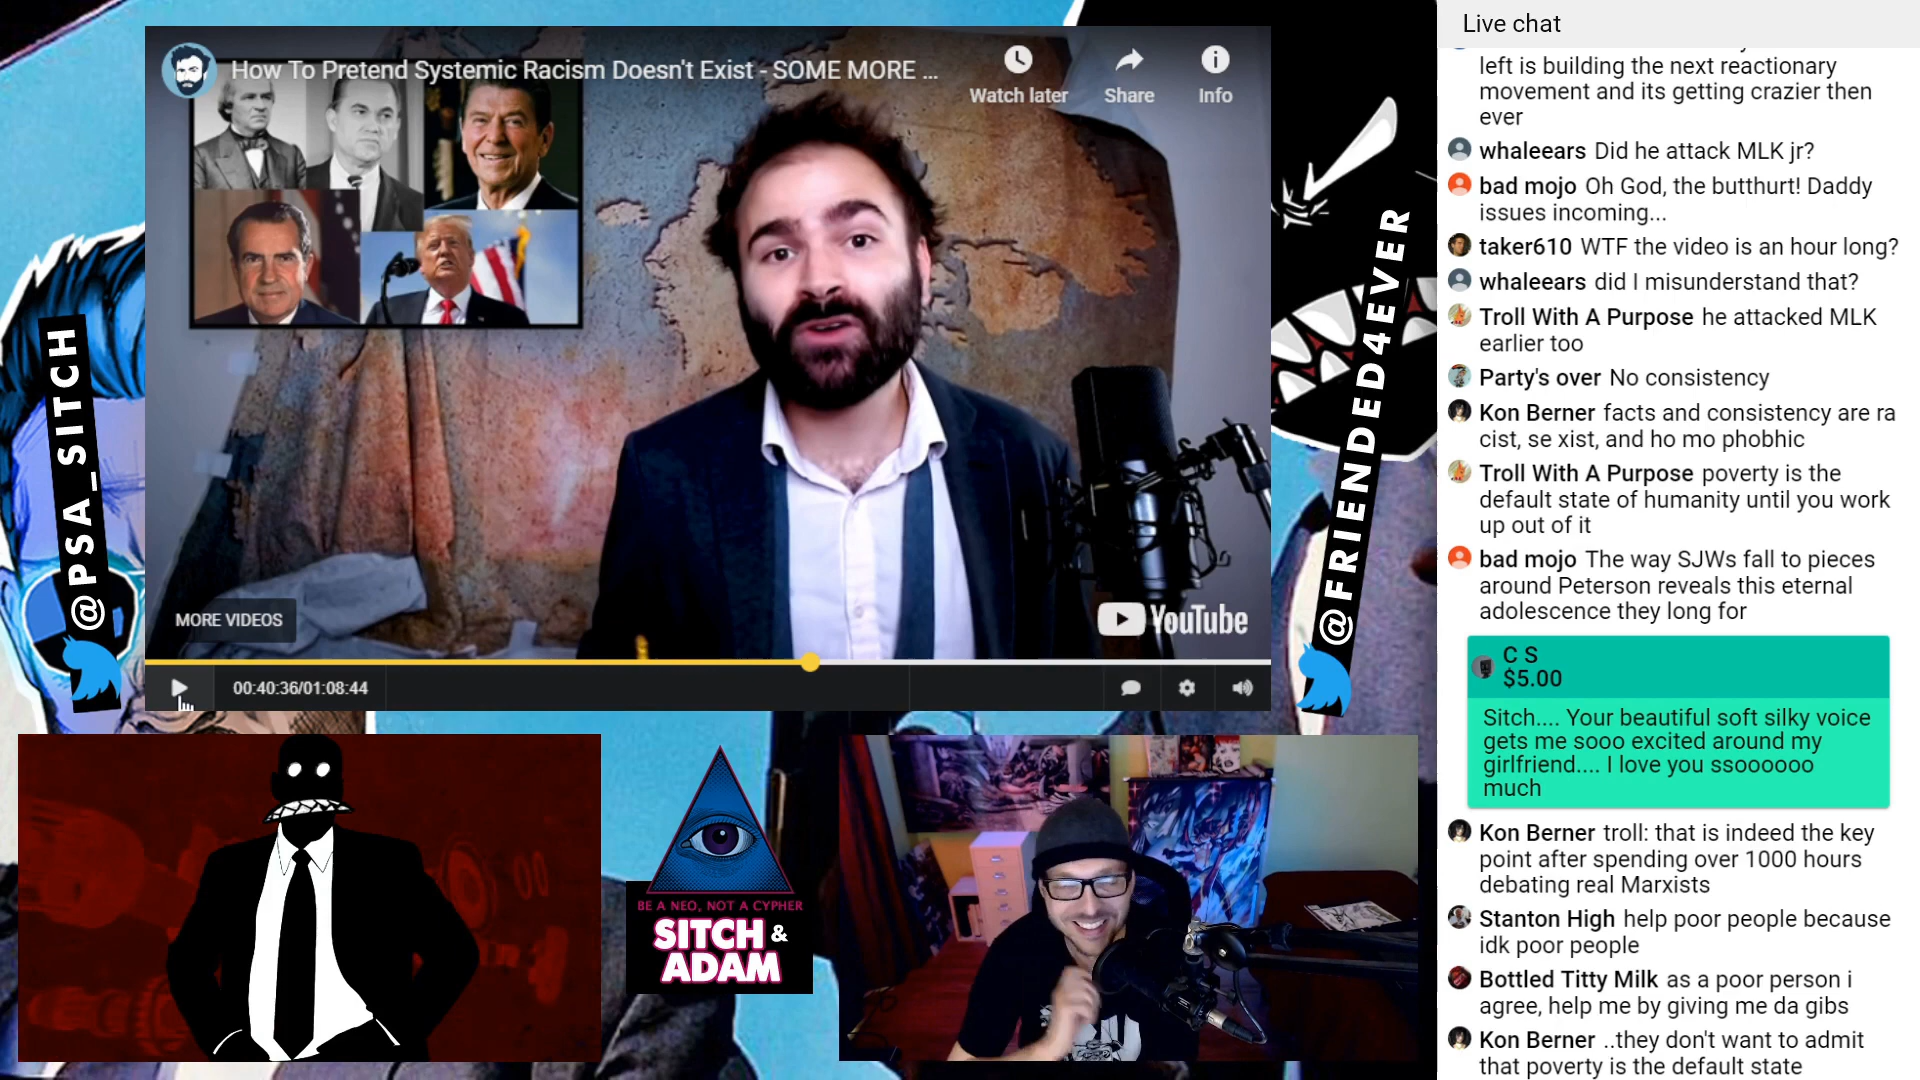 How To Pretend Systemic Racism Doesn't Exist - SOME MORE ...
Watch later
Share
Info
MORE VIDEOS
YouTube
00:40:36/01:08:44
@PSA_SITCH
@FRIENDED4EVER
BE A NEO, NOT A CYPHER
SITCH &
ADAM
Live chat
left is building the next reactionary
movement and its getting crazier then
ever
whaleears Did he attack MLK jr?
bad mojo Oh God, the butthurt! Daddy
issues incoming...
taker610 WTF the video is an hour long?
whaleears did I misunderstand that?
Troll With A Purpose he attacked MLK
earlier too
Party's over No consistency
Kon Berner facts and consistency are ra
cist, se xist, and ho mo phobhic
Troll With A Purpose poverty is the
default state of humanity until you work
up out of it
bad mojo The way SJWs fall to pieces
around Peterson reveals this eternal
adolescence they long for
C S
$5.00
Sitch.... Your beautiful soft silky voice
gets me sooo excited around my
girlfriend.... I love you ssoooooo
much
Kon Berner troll: that is indeed the key
point after spending over 1000 hours
debating real Marxists
Stanton High help poor people because
idk poor people
Bottled Titty Milk as a poor person i
agree, help me by giving me da gibs
Kon Berner ..they don't want to admit
that poverty is the default state